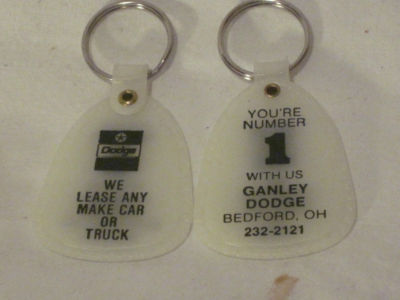 Dodge
WE
LEASE ANY
MAKE CAR
OR
TRUCK
YOU'RE
NUMBER
1
WITH US
GANLEY
DODGE
BEDFORD, OH
232-2121